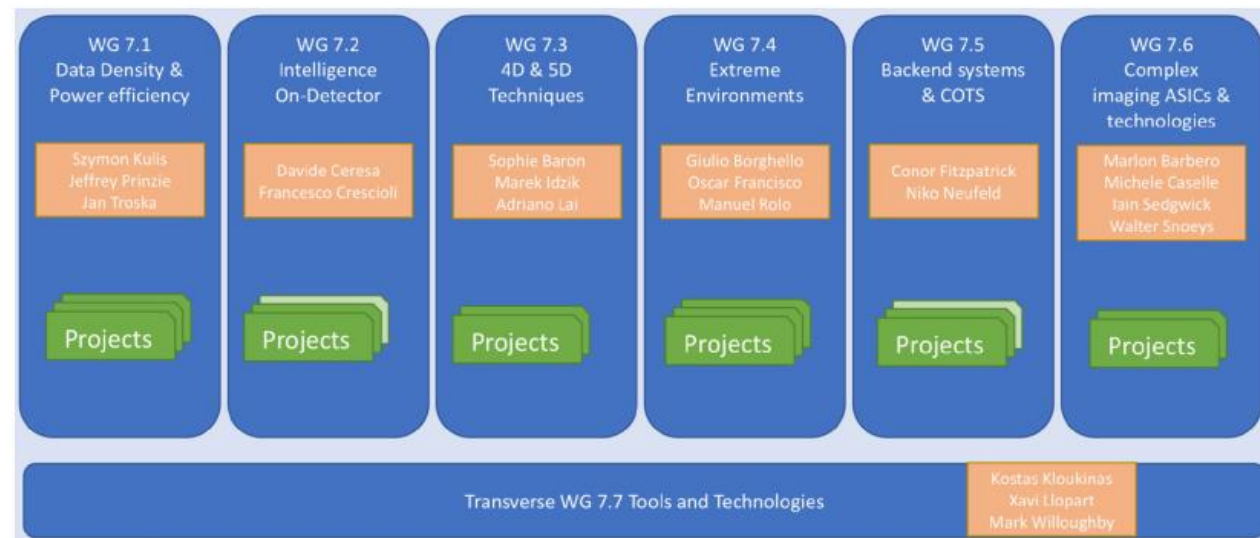 WG 7.1
Data Density &
Power efficiency
Szymon Kulis
Jeffrey Prinzie
Jan Troska
Projects
WG 7.2
Intelligence
On-Detector
Davide Ceresa
Francesco Crescioli
Projects
WG 7.3
4D & 5D
Techniques
Sophie Baron
Marek Idzik
Adriano Lai
Projects
WG 7.4
Extreme
Environments
Giulio Borghello
Oscar Francisco
Manuel Rolo
Projects
WG 7.5
Backend systems
& COTS
Conor Fitzpatrick
Niko Neufeld
Projects
WG 7.6
Complex
imaging ASICs &
technologies
Marlon Barbero
Michele Caselle
Iain Sedgwick
Walter Snoeys
Projects
Transverse WG 7.7 Tools and Technologies
Kostas Kloukinas
Xavi Llopart
Mark Willoughby